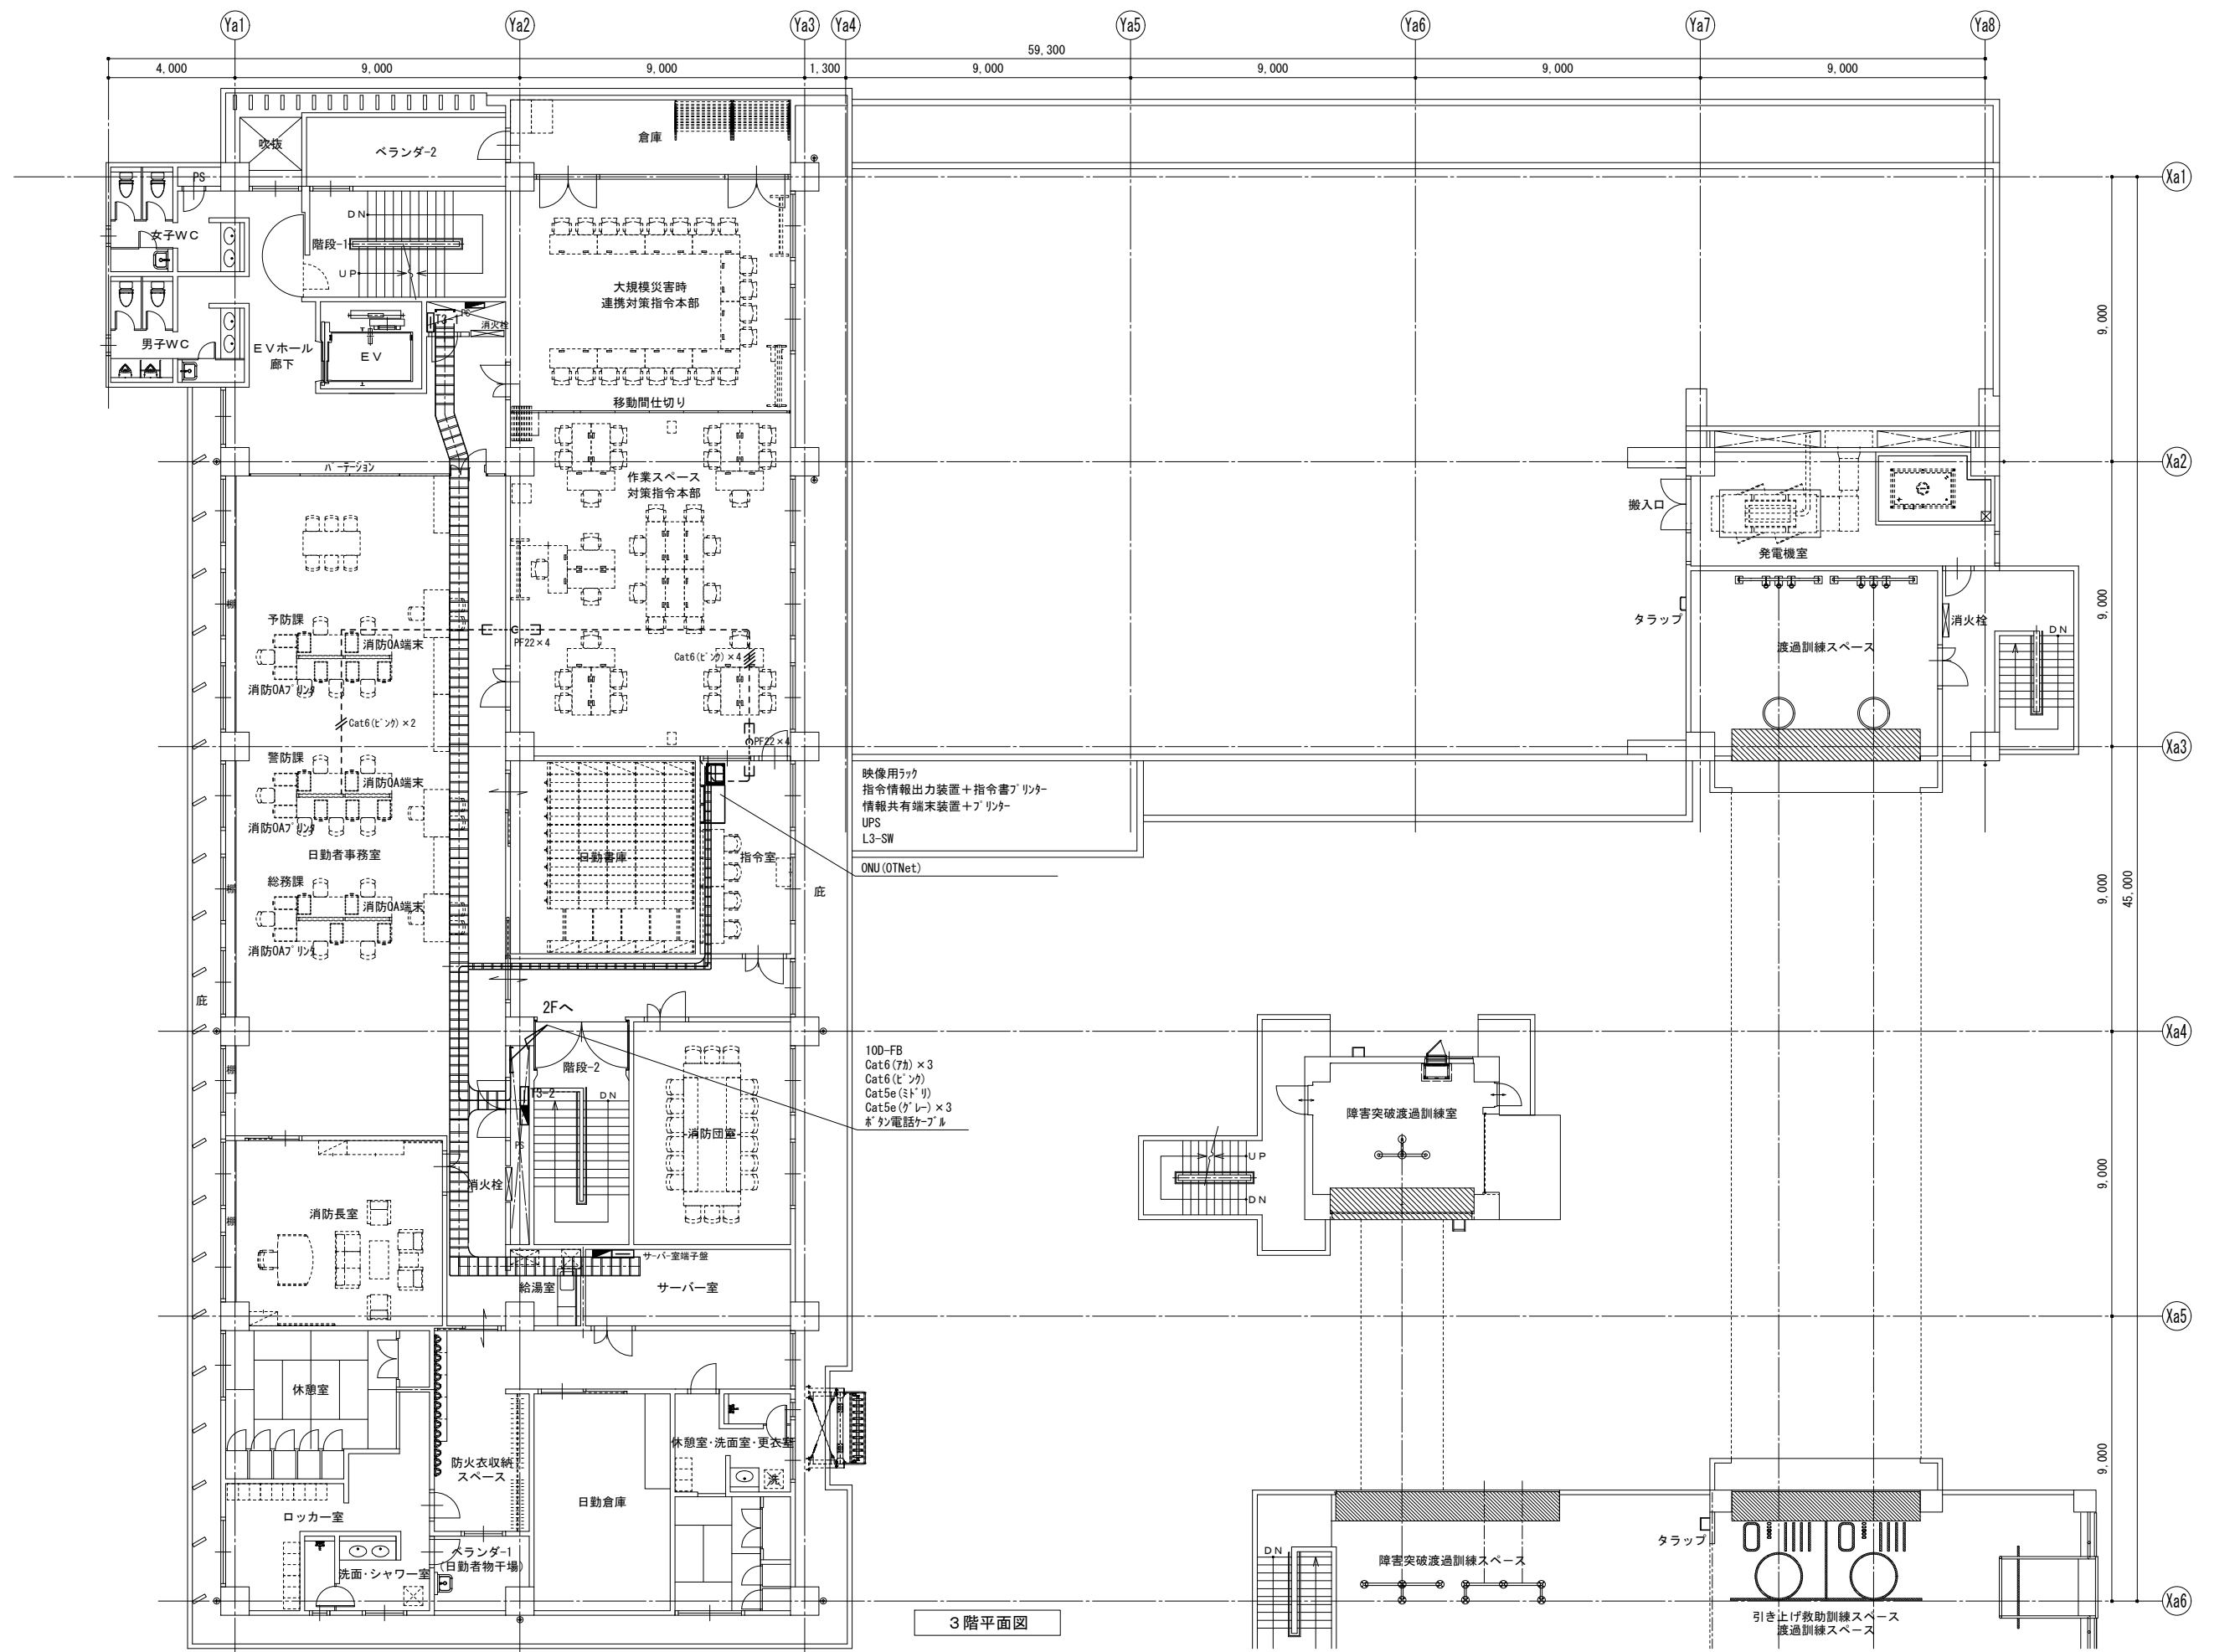 Ya1
Ya2
Ya3
Ya4
Ya5
Ya6
Ya7
Ya8
59,300
4,000
9,000
9,000
1,300
9,000
9,000
9,000
9,000
吹抜
ベランダ-2
倉庫
PS
Xa1
DN
女子WC
階段-1
UP
大規模災害時
連携対策指令本部
T3-1
消火栓
男子WC
EVホール
廊下
EV
9,000
移動間仕切り
パーテーション
Xa2
作業スペース
対策指令本部
搬入口
発電機室
棚
予防課
消防OA端末
PF22×4
タラップ
消火栓
DN
9,000
Cat6(ピンク)×4
渡過訓練スペース
消防OAプリンタ
Cat6(ピンク)×2
PF22×4
Xa3
警防課
消防OA端末
消防OAプリンタ
映像用ラック
指令情報出力装置+指令書プリンター
情報共有端末装置+プリンター
UPS
L3-SW
日勤者事務室
日勤書庫
指令室
ONU(OTNet)
総務課
棚
庇
消防OA端末
消防OAプリンタ
9,000
45,000
庇
2Fへ
Xa4
10D-FB
Cat6(アカ)×3
Cat6(ピンク)
Cat5e(ミドリ)
Cat5e(グレー)×3
ボタン電話ケーブル
棚
階段-2
T3-2
DN
障害突破渡過訓練室
消防団室
PS
UP
消火栓
DN
9,000
消防長室
棚
サーバー室端子盤
給湯室
サーバー室
Xa5
休憩室
防火衣収納
スペース
休憩室・洗面室・更衣室
洗
9,000
日勤倉庫
ロッカー室
ベランダ-1
(日勤者物干場)
洗面・シャワー室
DN
障害突破渡過訓練スペース
タラップ
Xa6
引き上げ救助訓練スペース
渡過訓練スペース
3階平面図